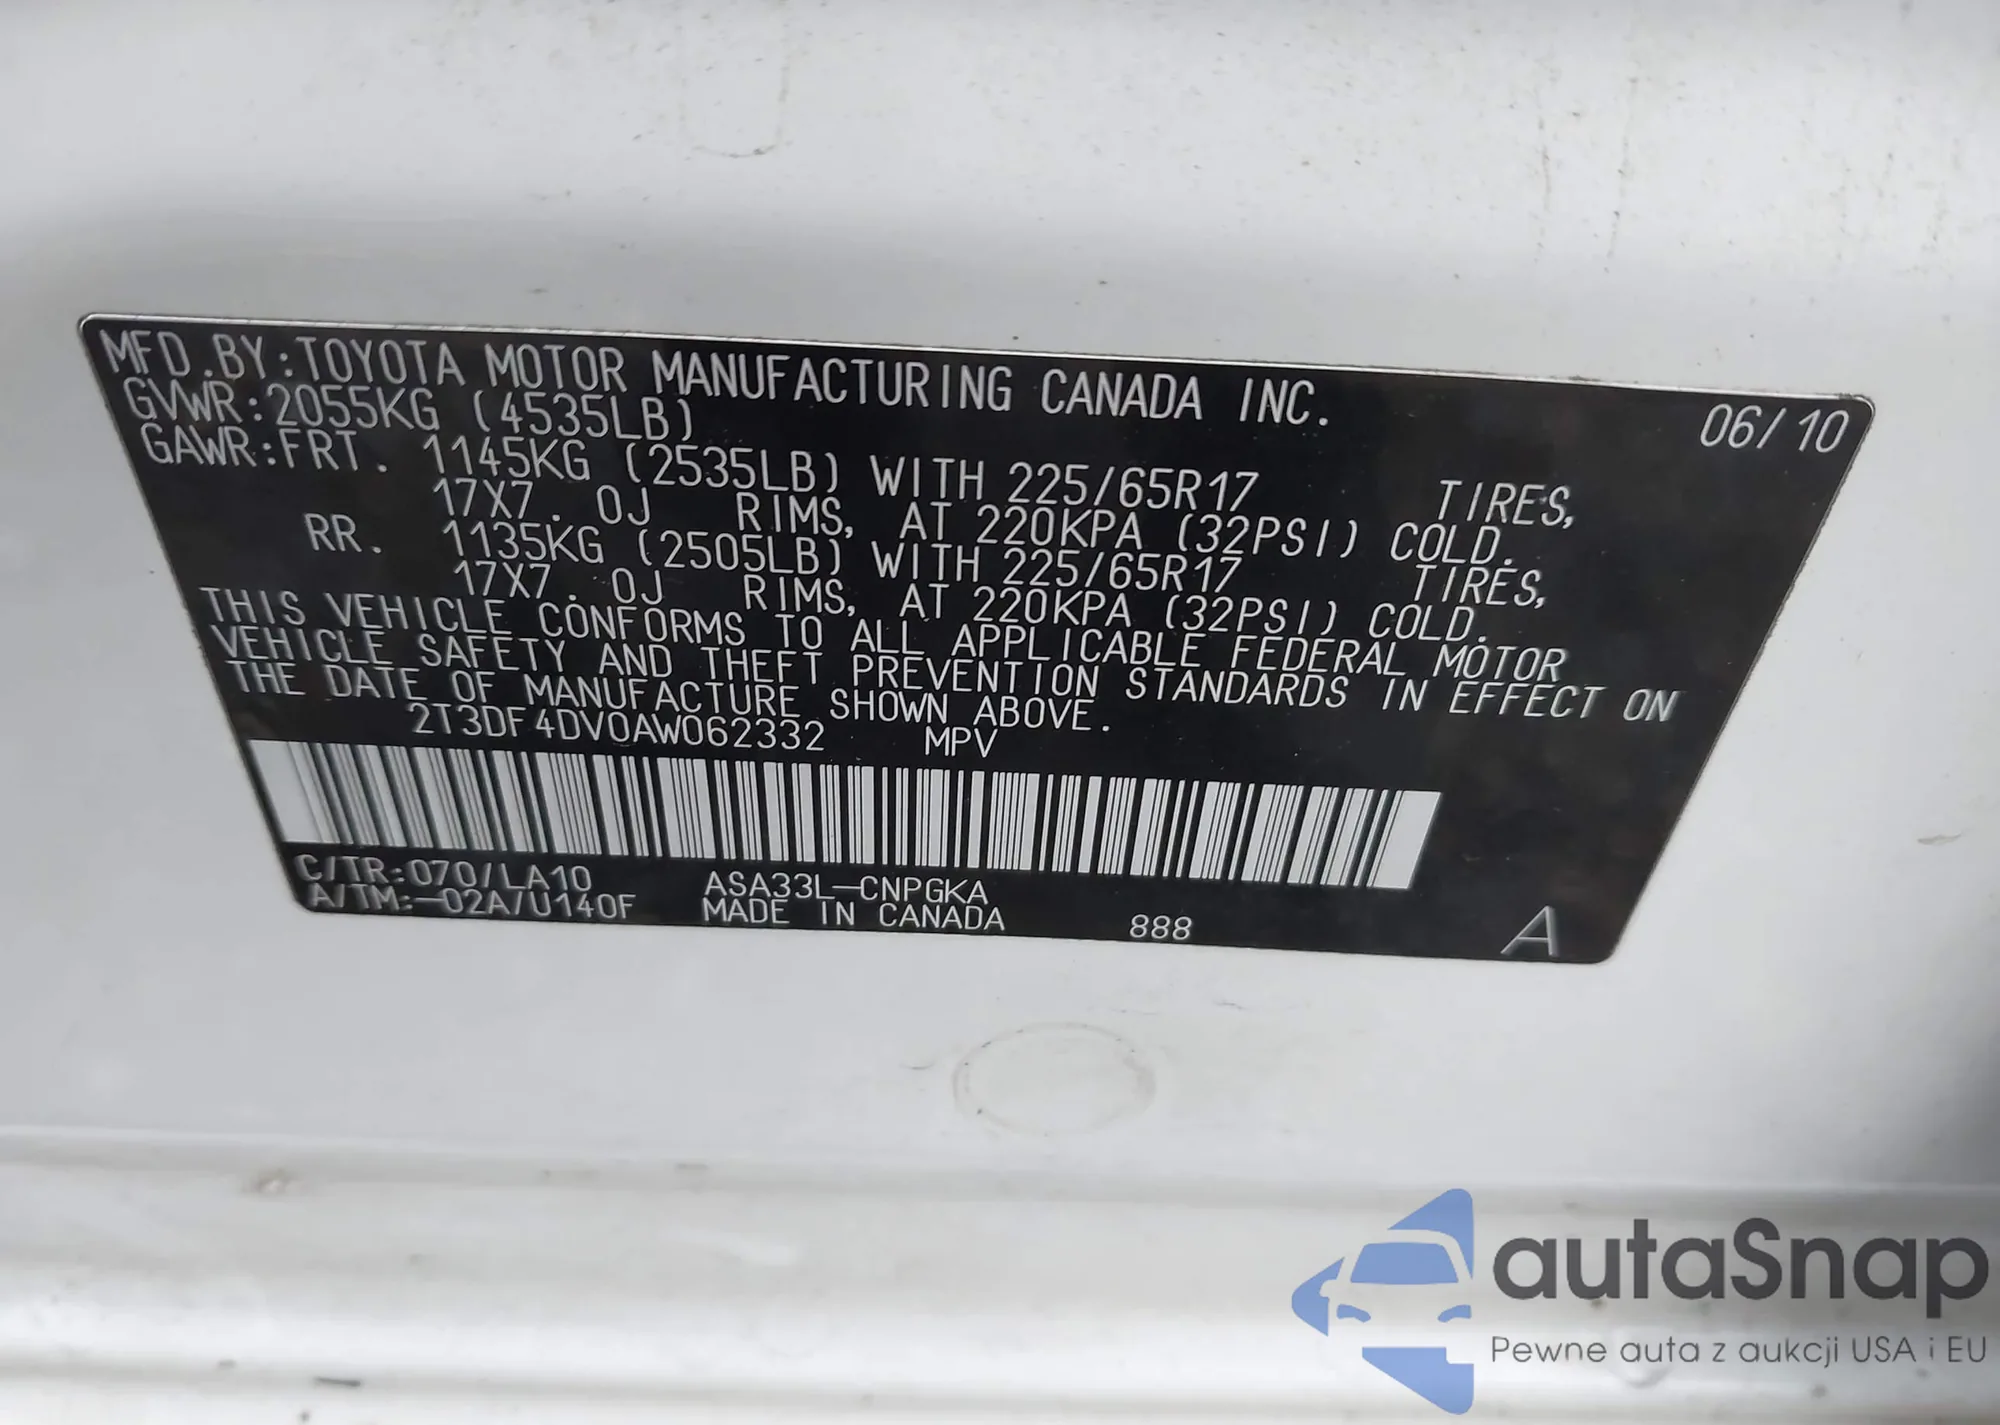 MFD.BY:TOYOTA MOTOR MANUFACTURING CANADA INC. 06/10
GVWR:2055KG (4535LB)
GAWR:FRT. 1145KG (2535LB) WITH 225/65R17 TIRES,
17X7.0J RIMS, AT 220KPA (32PSI) COLD.
RR. 1135KG (2505LB) WITH 225/65R17 TIRES,
17X7.0J RIMS, AT 220KPA (32PSI) COLD.
THIS VEHICLE CONFORMS TO ALL APPLICABLE FEDERAL MOTOR
VEHICLE SAFETY AND THEFT PREVENTION STANDARDS IN EFFECT ON
THE DATE OF MANUFACTURE SHOWN ABOVE.
2T3DF4DV0AW062332 MPV
C/TR:070/LA10 ASA33L-CNPGKA
A/TM:-02A/U140F MADE IN CANADA 888 A
autaSnap
Pewne auta z aukcji USA i EU